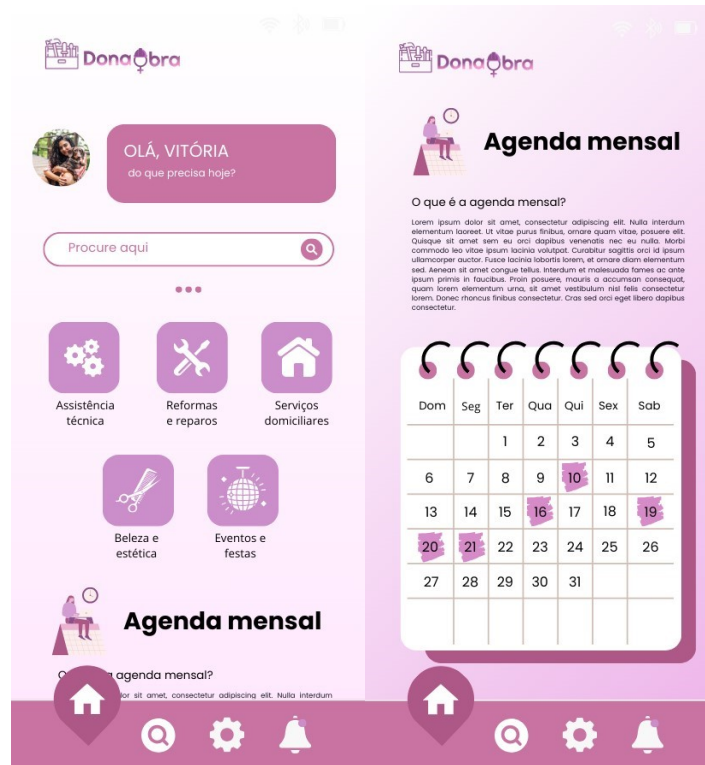 DonaObra
OLÁ, VITÓRIA
do que precisa hoje?
Procure aqui
Assistência
técnica
Reformas
e reparos
Serviços
domiciliares
Beleza e
estética
Eventos e
festas
Agenda mensal
O agenda mensal?
lor sit amet, consectetur adipiscing elit. Nulla interdum
DonaObra
Agenda mensal
O que é a agenda mensal?
Lorem ipsum dolor sit amet, consectetur adipiscing elit. Nulla interdum
elementum laoreet. Ut vitae purus finibus, ornare quam vitae, posuere elit.
Quisque sit amet sem eu orci dapibus venenatis nec eu nulla. Morbi
commodo leo vitae ipsum lacinia volutpat. Curabitur sagittis orci id ipsum
ullamcorper auctor. Fusce lacinia lobortis lorem, et ornare diam elementum
sed. Aenean sit amet congue tellus. Interdum et malesuada fames ac ante
ipsum primis in faucibus. Proin posuere, mauris a accumsan consequat,
quam lorem elementum urna, sit amet vestibulum nisl felis consectetur
lorem. Donec rhoncus finibus consectetur. Cras sed orci eget libero dapibus
consectetur.
Dom Seg Ter Qua Qui Sex Sab
1 2 3 4 5
6 7 8 9 10 11 12
13 14 15 16 17 18 19
20 21 22 23 24 25 26
27 28 29 30 31